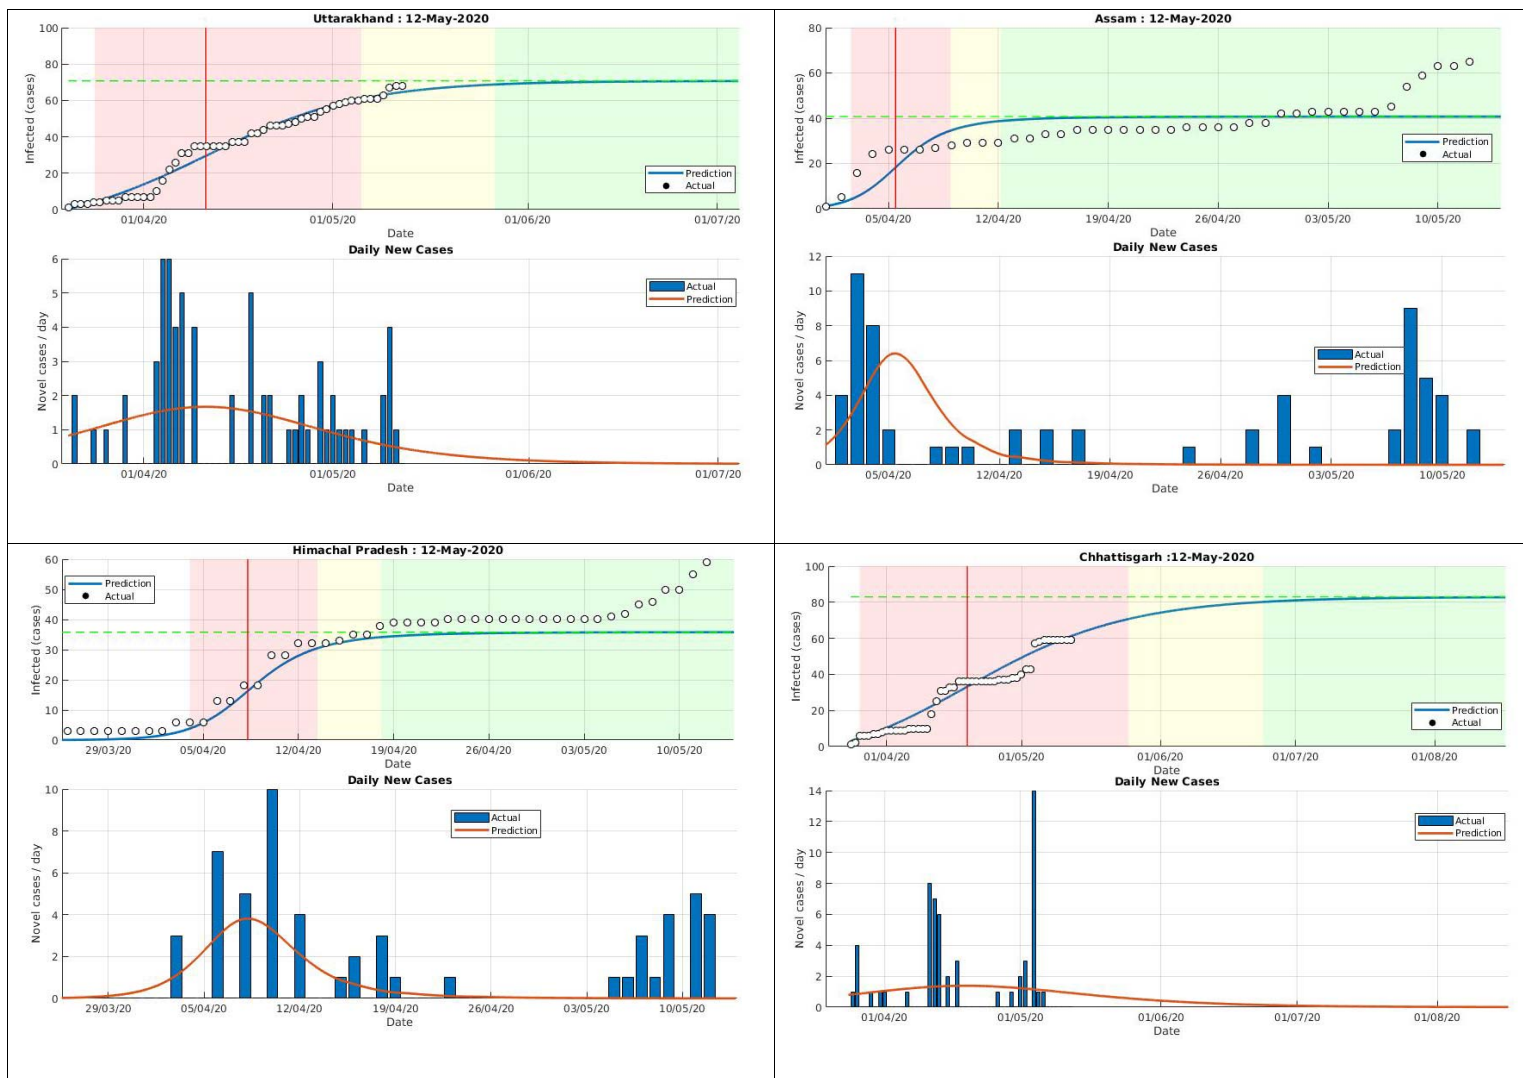 Uttarakhand : 12-May-2020
100
80
60
40
20
0
Infected (cases)
Prediction
Actual
01/04/20 01/05/20 01/06/20 01/07/20
Date
Daily New Cases
6
5
4
3
2
1
0
Novel cases / day
Actual
Prediction
01/04/20 01/05/20 01/06/20 01/07/20
Date
Assam : 12-May-2020
80
60
40
20
0
Infected (cases)
Prediction
Actual
05/04/20 12/04/20 19/04/20 26/04/20 03/05/20 10/05/20
Date
Daily New Cases
12
10
8
6
4
2
0
Novel cases / day
Actual
Prediction
05/04/20 12/04/20 19/04/20 26/04/20 03/05/20 10/05/20
Date
Himachal Pradesh : 12-May-2020
60
50
40
30
20
10
0
Infected (cases)
Prediction
Actual
29/03/20 05/04/20 12/04/20 19/04/20 26/04/20 03/05/20 10/05/20
Date
Daily New Cases
10
8
6
4
2
0
Novel cases / day
Actual
Prediction
29/03/20 05/04/20 12/04/20 19/04/20 26/04/20 03/05/20 10/05/20
Date
Chhattisgarh :12-May-2020
100
80
60
40
20
0
Infected (cases)
Prediction
Actual
01/04/20 01/05/20 01/06/20 01/07/20 01/08/20
Date
Daily New Cases
14
12
10
8
6
4
2
0
Novel cases / day
Actual
Prediction
01/04/20 01/05/20 01/06/20 01/07/20 01/08/20
Date